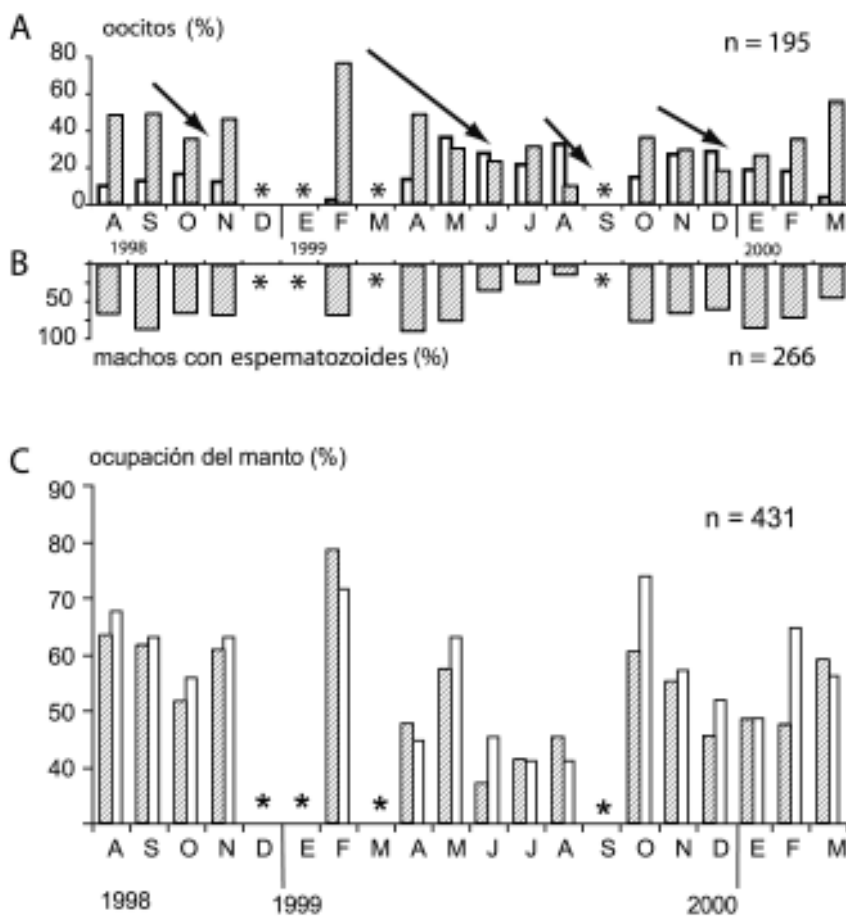 A oocitos (%)
n = 195
80
60
40
20
0
* * * *
A S O N D E F M A M J J A S O N D E F M
1998 1999 2000
B
* * * *
50
100
machos con espematozoides (%)
n = 266
C ocupación del manto (%)
90
n = 431
80
70
60
50
40
* * * *
A S O N D E F M A M J J A S O N D E F M
1998 1999 2000